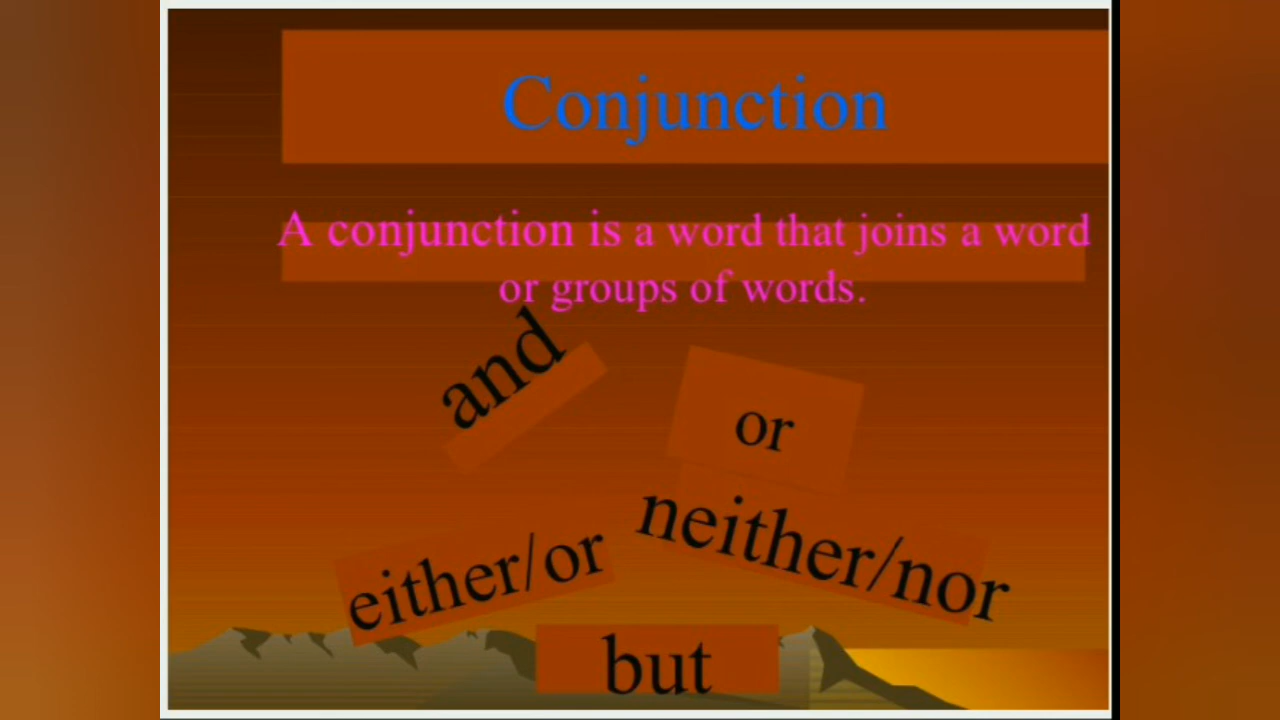 Conjunction
A conjunction is a word that joins a word
or groups of words.
and
or
either/or
neither/nor
but